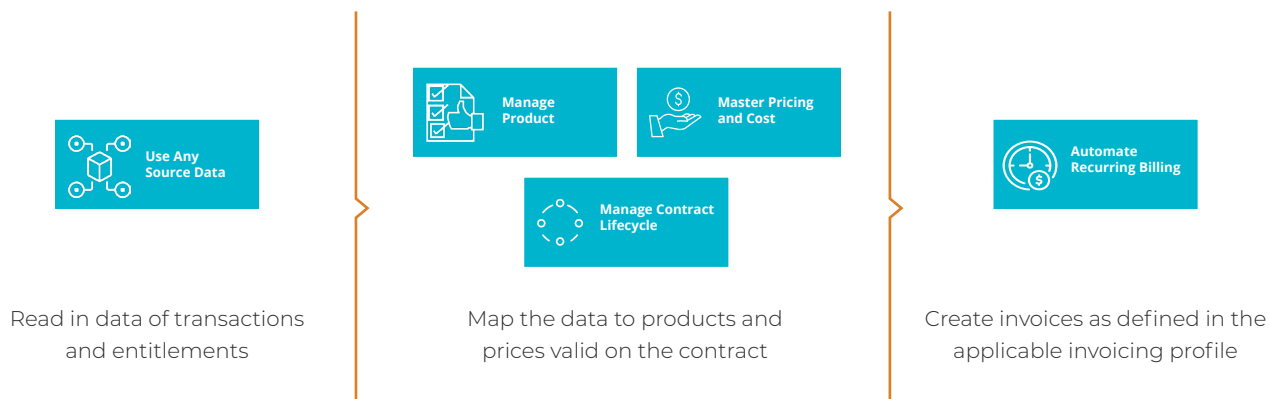 Use Any
Source Data
Read in data of transactions
and entitlements
Manage
Product
Master Pricing
and Cost
Manage Contract
Lifecycle
Map the data to products and
prices valid on the contract
Automate
Recurring Billing
Create invoices as defined in the
applicable invoicing profile